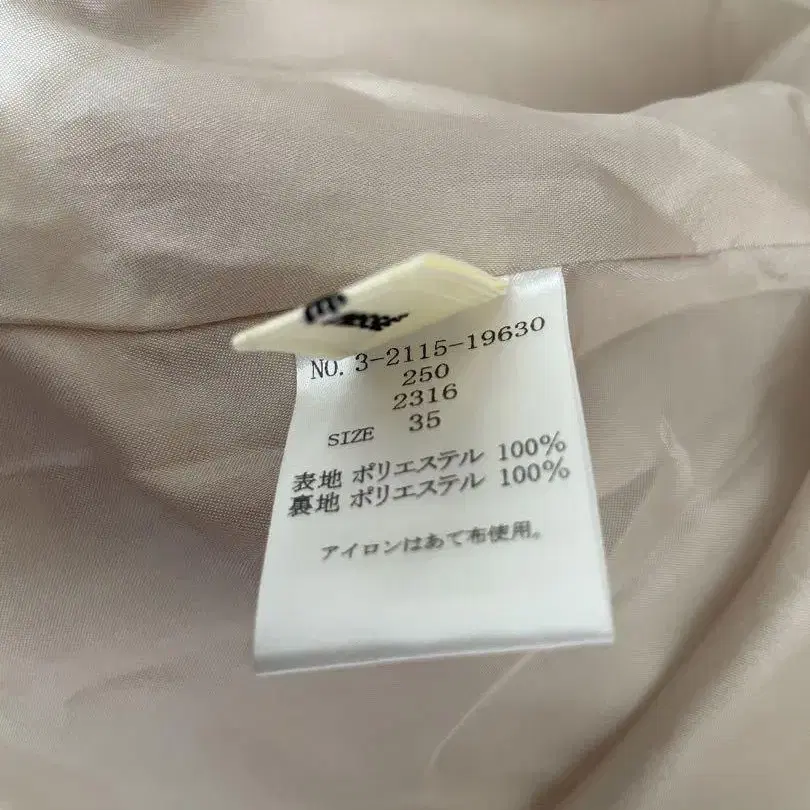 NO. 3-2115-19630
250
2316
SIZE 35
表地 ポリエステル 100%
裏地 ポリエステル 100%
アイロンはあて布使用。